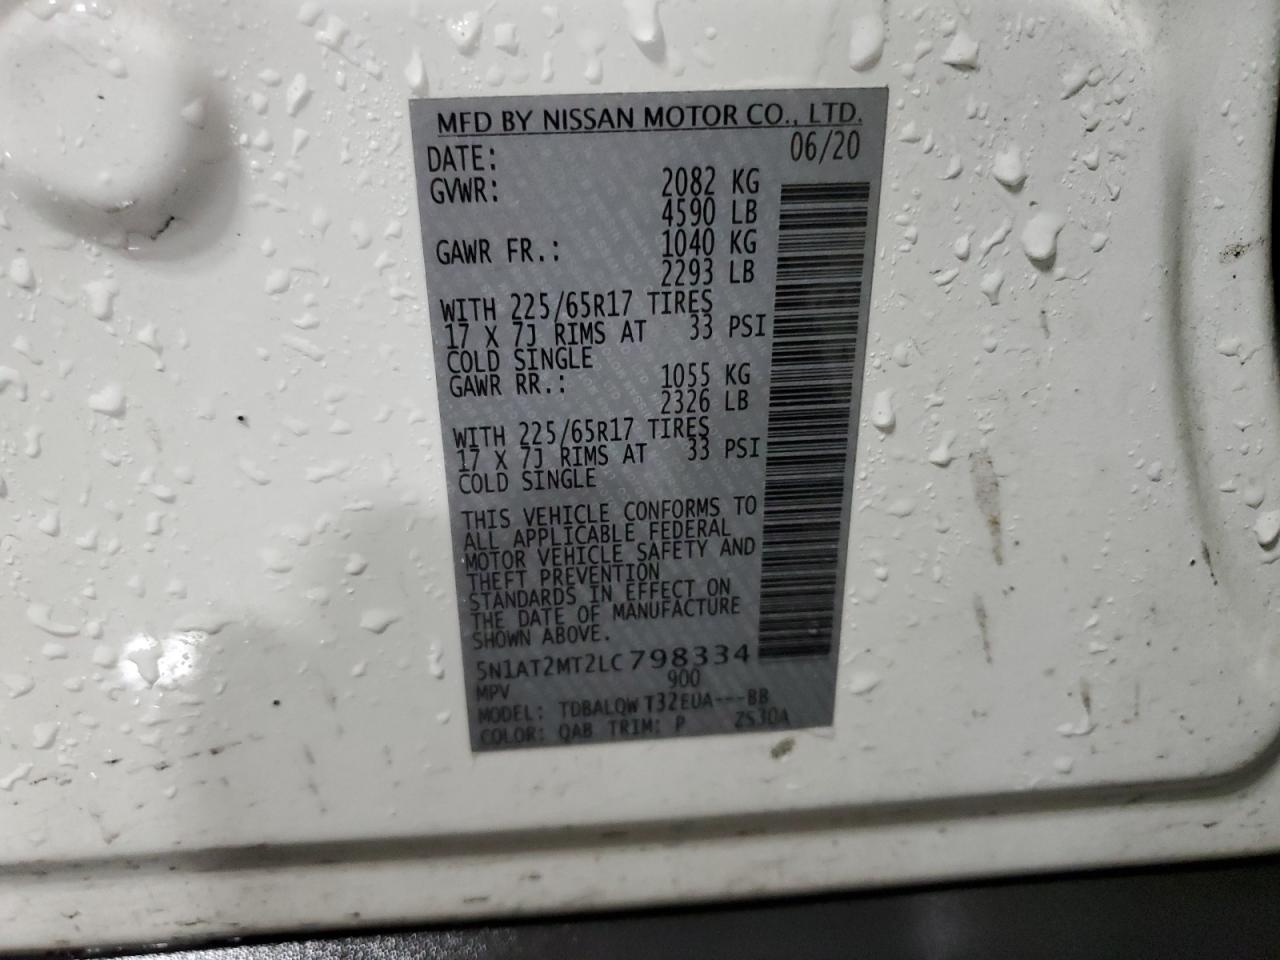 MFD BY NISSAN MOTOR CO., LTD.
DATE: 06/20
GVWR: 2082 KG
4590 LB
GAWR FR.: 1040 KG
2293 LB
WITH 225/65R17 TIRES
17 X 7J RIMS AT 33 PSI
COLD SINGLE
GAWR RR.: 1055 KG
2326 LB
WITH 225/65R17 TIRES
17 X 7J RIMS AT 33 PSI
COLD SINGLE
THIS VEHICLE CONFORMS TO
ALL APPLICABLE FEDERAL
MOTOR VEHICLE SAFETY AND
THEFT PREVENTION
STANDARDS IN EFFECT ON
THE DATE OF MANUFACTURE
SHOWN ABOVE.
5N1AT2MT2LC798334
MPV 900
MODEL: TDBALQW T32EUA---BB
COLOR: QAB TRIM: P ZS30A